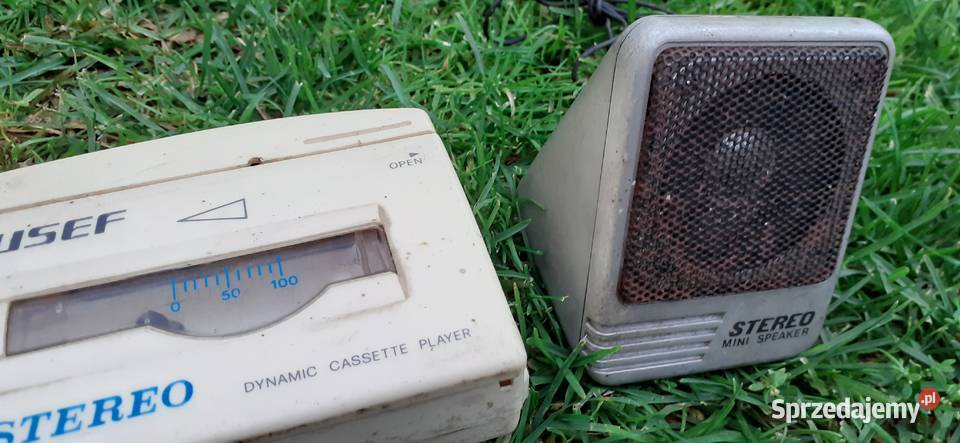 OPEN
USEF
0 50 100
DYNAMIC CASSETTE PLAYER
STEREO
STEREO
MINI SPEAKER
Sprzedajemy.pl